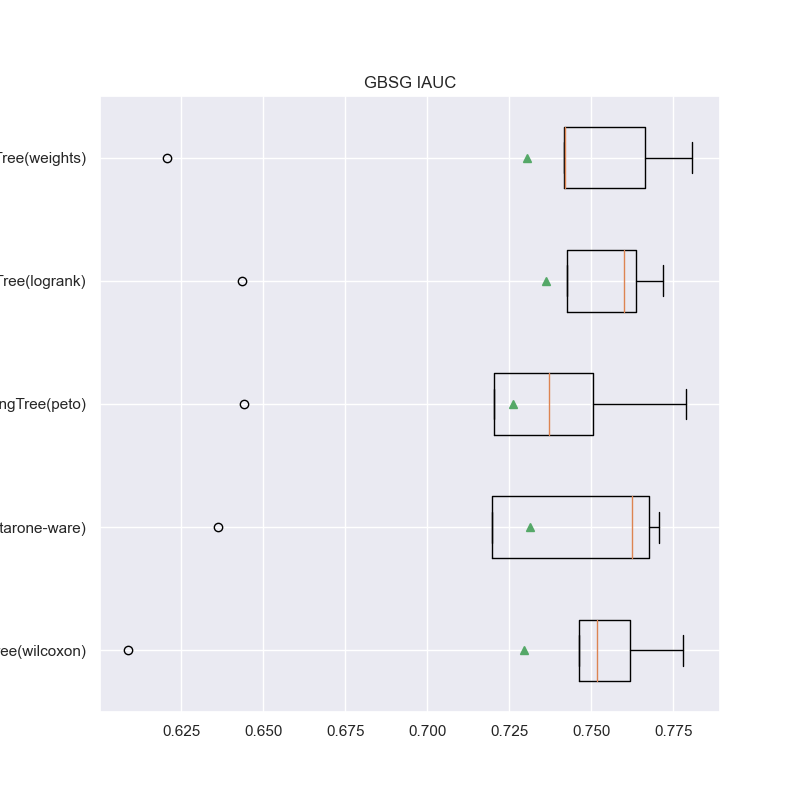 GBSG IAUC
Tree(weights)
Tree(logrank)
ngTree(peto)
tarone-ware)
ree(wilcoxon)
0.625 0.650 0.675 0.700 0.725 0.750 0.775